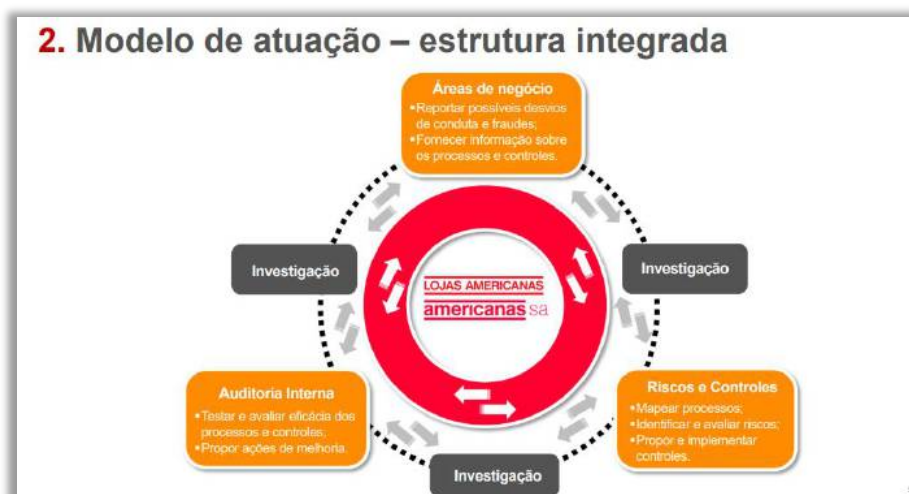 2. Modelo de atuação – estrutura integrada
Áreas de negócio
▪Reportar possíveis desvios
de conduta e fraudes;
▪Fornecer informação sobre
os processos e controles.
Investigação
Investigação
LOJAS AMERICANAS
americanas sa
Auditoria Interna
▪Testar e avaliar eficácia dos
processos e controles;
▪Propor ações de melhoria.
Riscos e Controles
▪Mapear processos;
▪Identificar e avaliar riscos;
▪Propor e implementar
controles.
Investigação